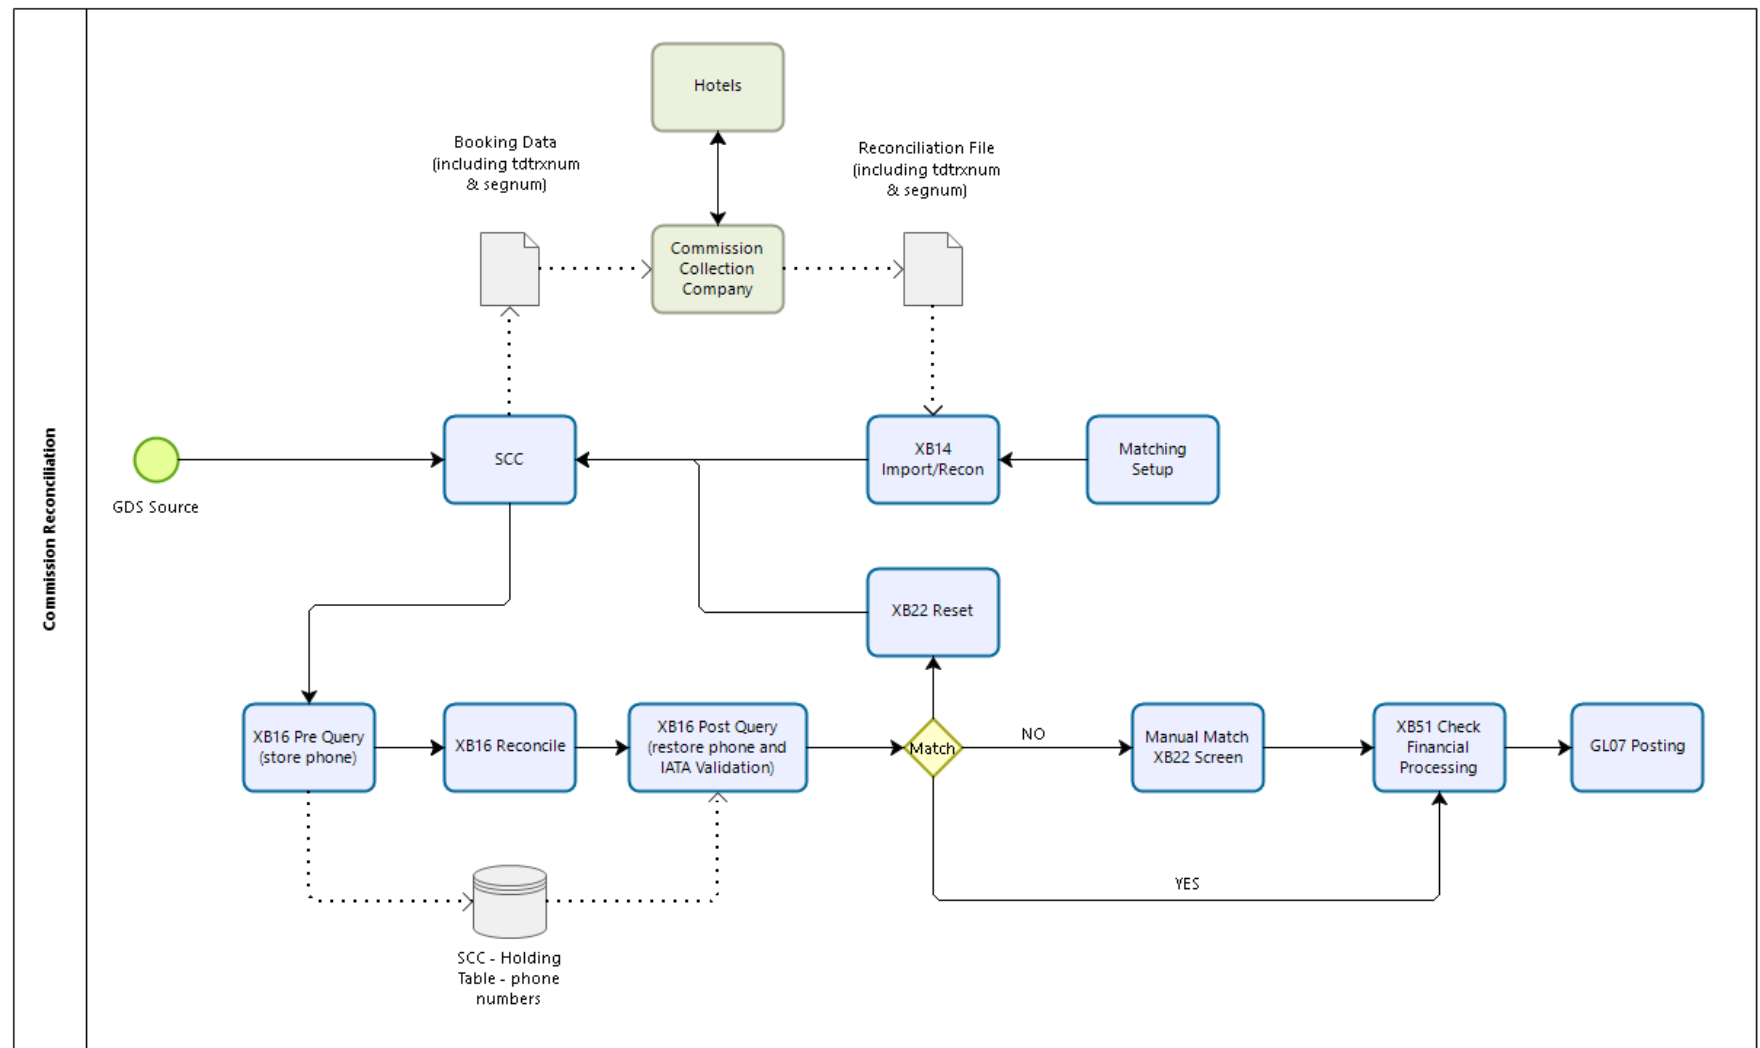 Commission Reconciliation
Hotels
Booking Data
(including tdtrxnum
& segnum)
Reconciliation File
(including tdtrxnum
& segnum)
Commission
Collection
Company
GDS Source
SCC
XB14
Import/Recon
Matching
Setup
XB22 Reset
XB16 Pre Query
(store phone)
XB16 Reconcile
XB16 Post Query
(restore phone and
IATA Validation)
Match
NO
Manual Match
XB22 Screen
XB51 Check
Financial
Processing
GL07 Posting
YES
SCC - Holding
Table - phone
numbers